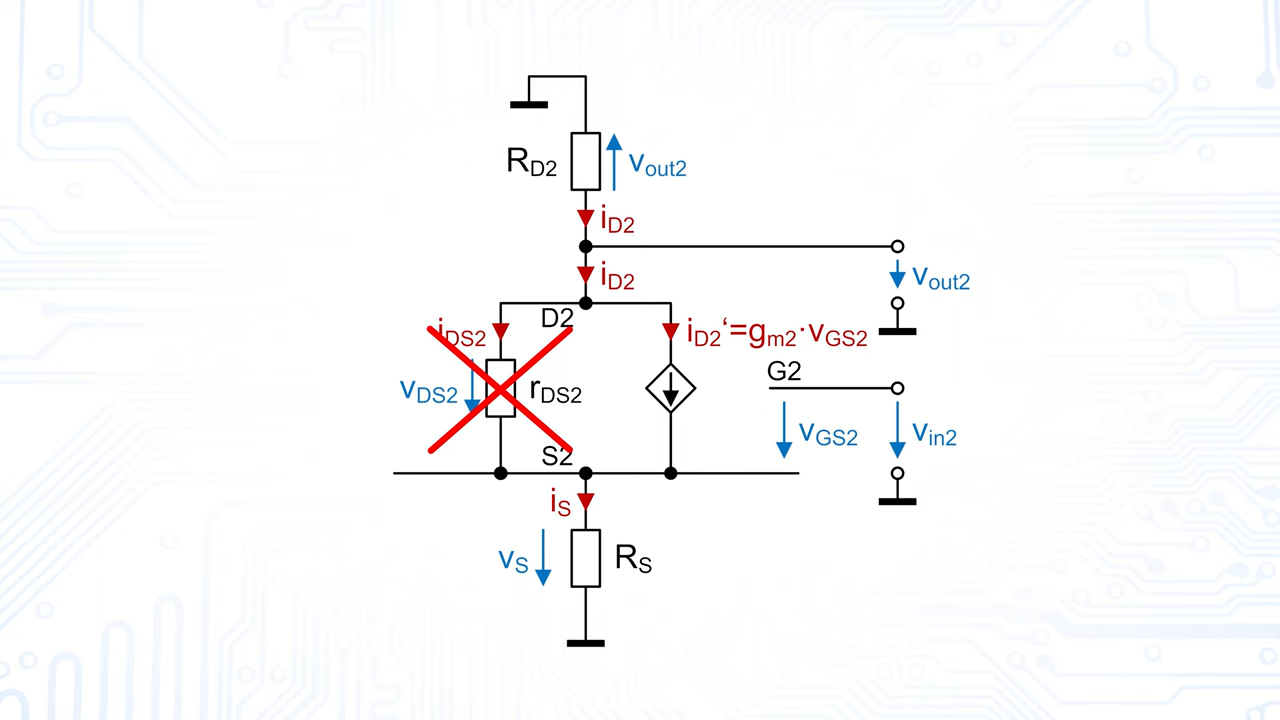 R_D2
v_out2
i_D2
i_D2
v_out2
D2
i_DS2
i_D2‘=g_m2·v_GS2
G2
v_DS2
r_DS2
v_GS2
v_in2
S2
i_S
v_S
R_S